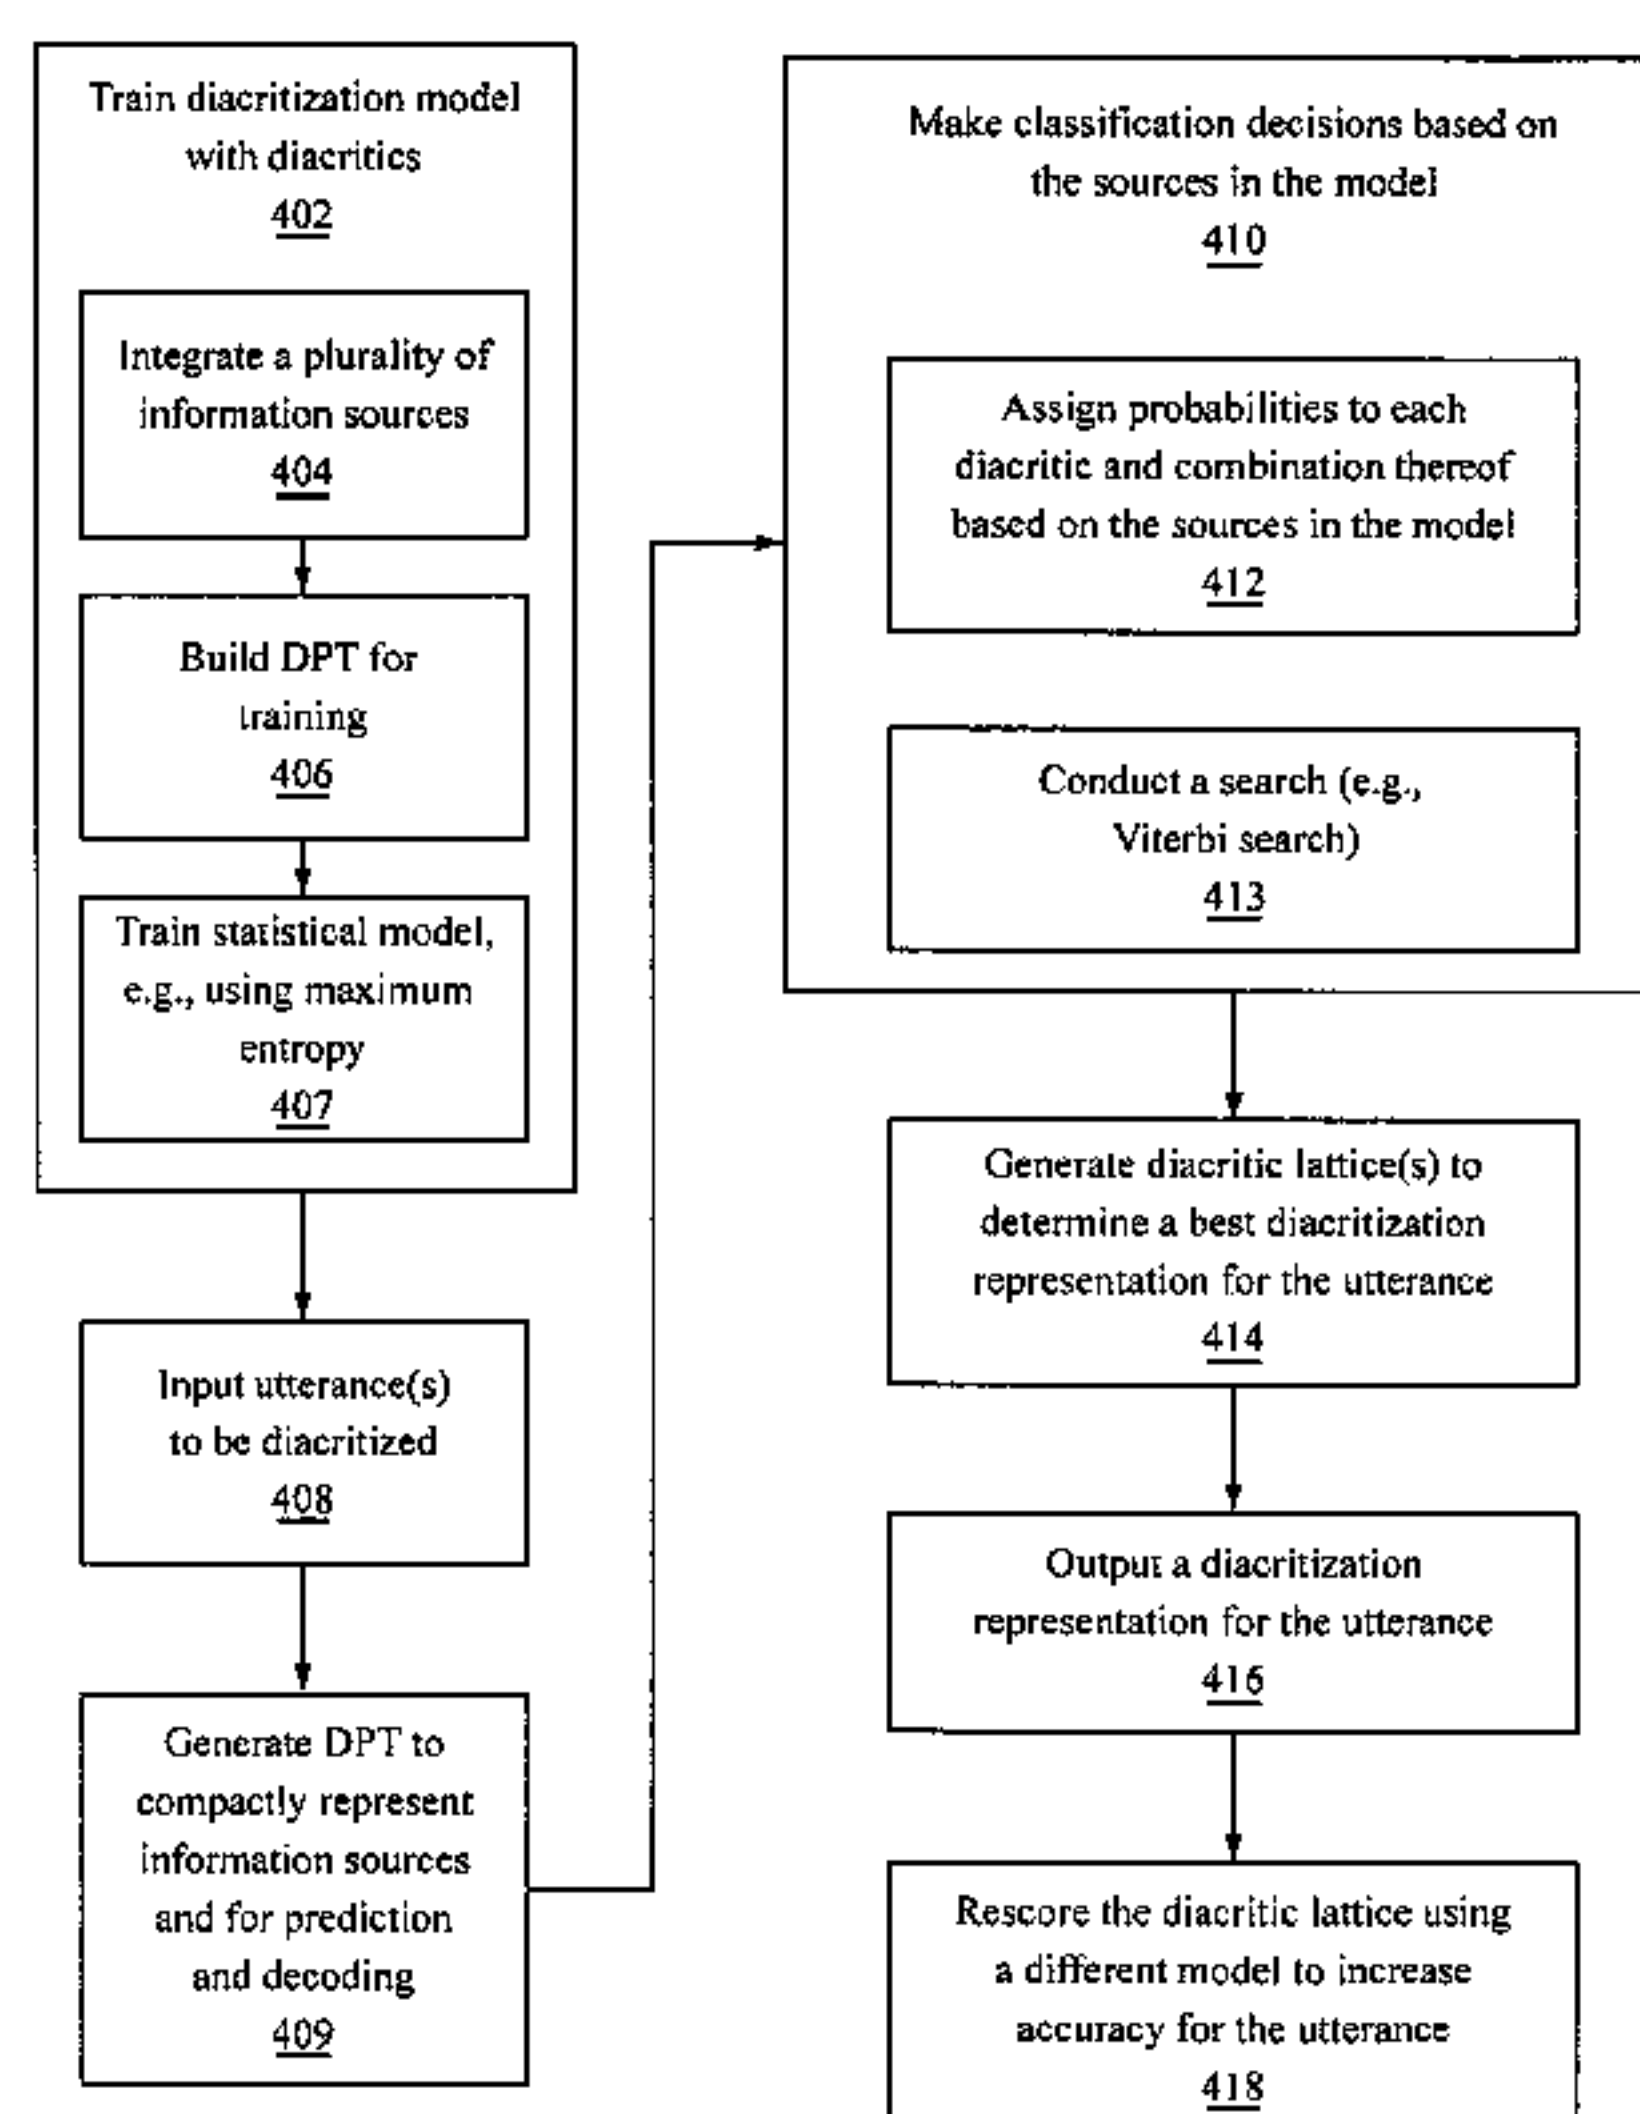 Train diacritization model
with diacritics
402
Integrate a plurality of
information sources
404
Build DPT for
training
406
Train statistical model,
e.g., using maximum
entropy
407
Input utterance(s)
to be diacritized
408
Generate DPT to
compactly represent
information sources
and for prediction
and decoding
409
Make classification decisions based on
the sources in the model
410
Assign probabilities to each
diacritic and combination thereof
based on the sources in the model
412
Conduct a search (e.g.,
Viterbi search)
413
Generate diacritic lattice(s) to
determine a best diacritization
representation for the utterance
414
Output a diacritization
representation for the utterance
416
Rescore the diacritic lattice using
a different model to increase
accuracy for the utterance
418